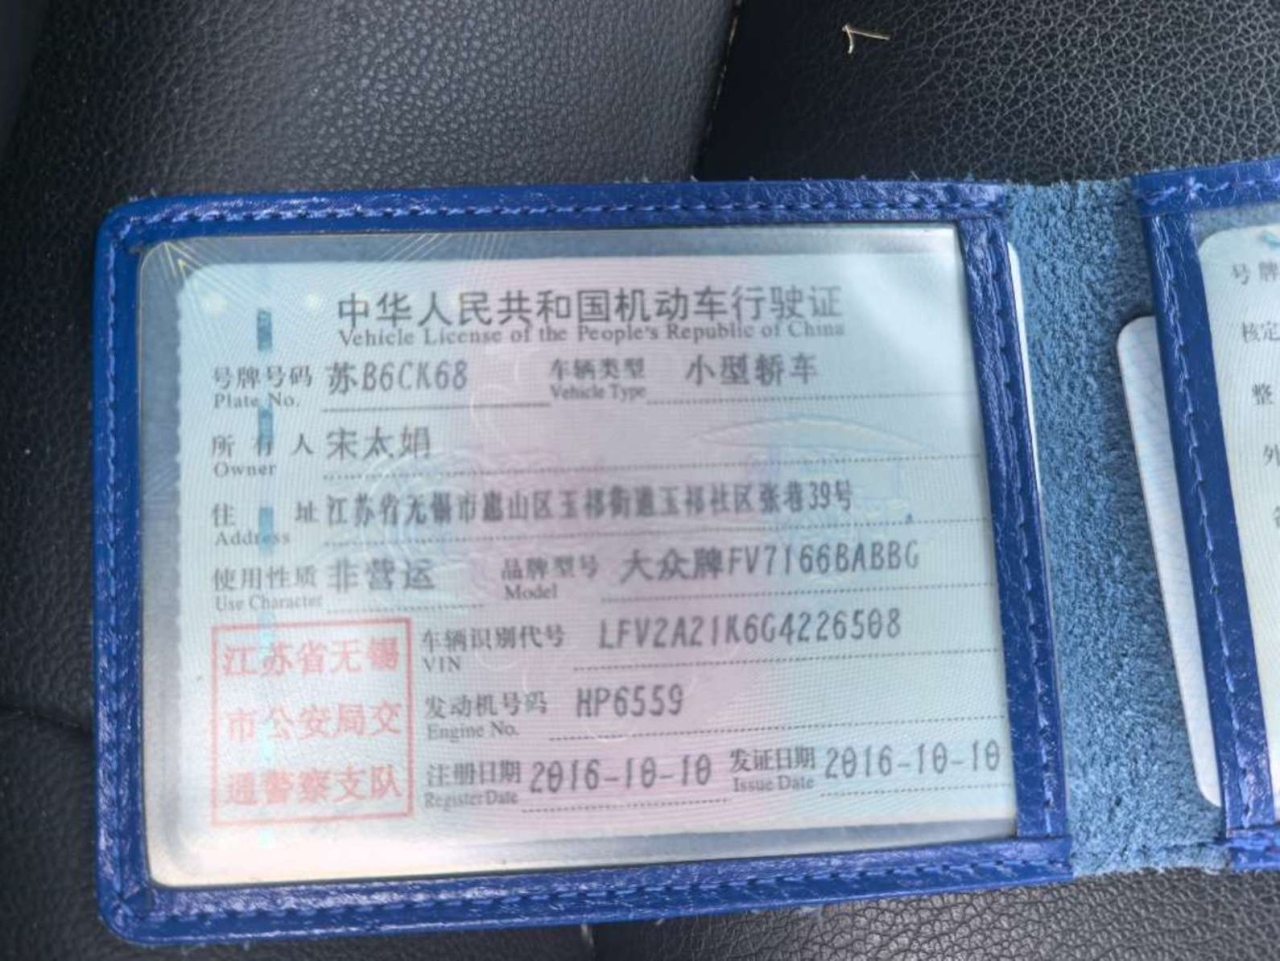 中华人民共和国机动车行驶证
Vehicle License of the People's Republic of China
号牌号码 苏B6CK68 车辆类型 小型轿车
Plate No. Vehicle Type
所有人 宋太娟
Owner
住址 江苏省无锡市惠山区玉祁街道玉祁社区张巷39号
Address
使用性质 非营运 品牌型号 大众牌FV7166BABBG
Use Character Model
江苏省无锡
市公安局交
通警察支队
车辆识别代号 LFV2A21K6G4226508
VIN
发动机号码 HP6559
Engine No.
注册日期 2016-10-10 发证日期 2016-10-10
Register Date Issue Date
号牌
核定
整
外